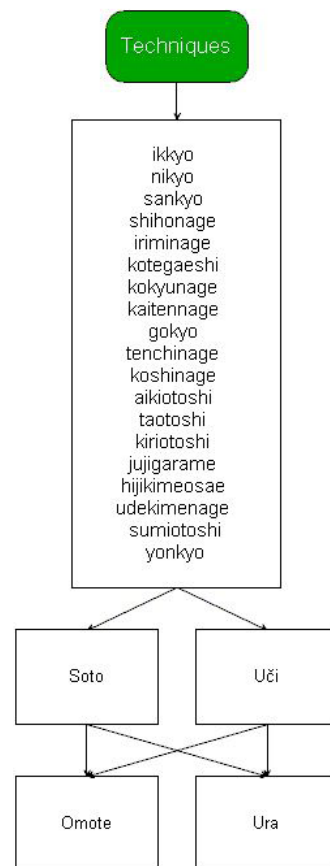 Techniques
ikkyo
nikyo
sankyo
shihonage
iriminage
kotegaeshi
kokyunage
kaitennage
gokyo
tenchinage
koshinage
aikiotoshi
taotoshi
kiriotoshi
jujigarame
hijikimeosae
udekimenage
sumiotoshi
yonkyo
Soto
Uči
Omote
Ura